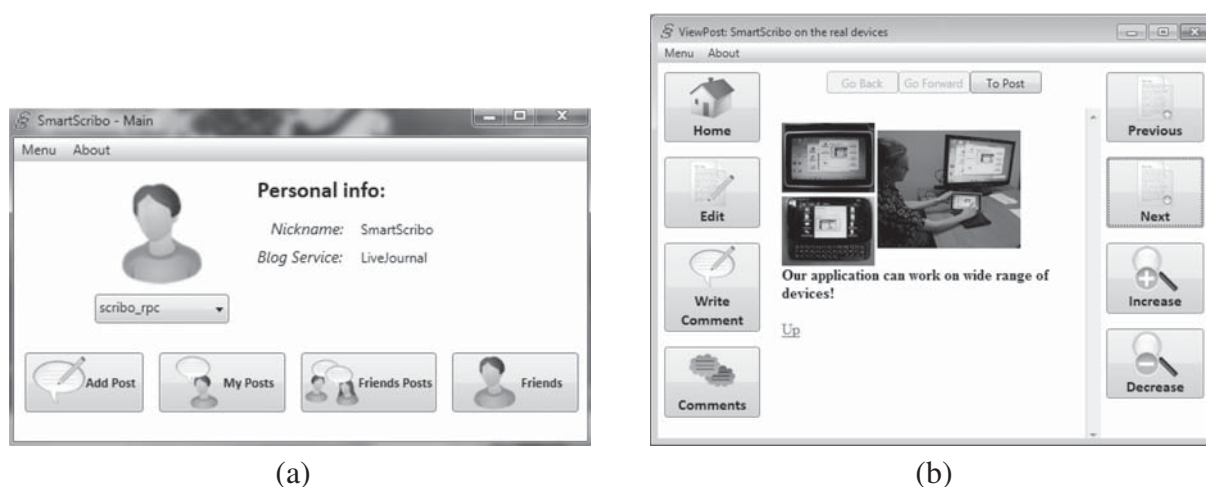 SmartScribo - Main
Menu About
Personal info:
Nickname: SmartScribo
Blog Service: LiveJournal
scribo_rpc
Add Post
My Posts
Friends Posts
Friends
(a)
ViewPost: SmartScribo on the real devices
Menu About
Go Back Go Forward To Post
Home
Edit
Write
Comment
Comments
Our application can work on wide range of
devices!
Up
Previous
Next
Increase
Decrease
(b)